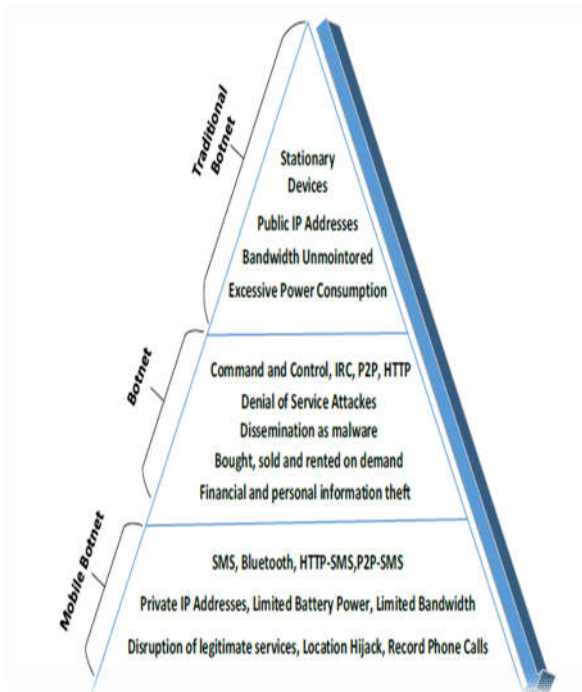 Traditional
Botnet
Stationary
Devices
Public IP Addresses
Bandwidth Unmointored
Excessive Power Consumption
Botnet
Command and Control, IRC, P2P, HTTP
Denial of Service Attackes
Dissemination as malware
Bought, sold and rented on demand
Financial and personal information theft
Mobile Botnet
SMS, Bluetooth, HTTP-SMS,P2P-SMS
Private IP Addresses, Limited Battery Power, Limited Bandwidth
Disruption of legitimate services, Location Hijack, Record Phone Calls